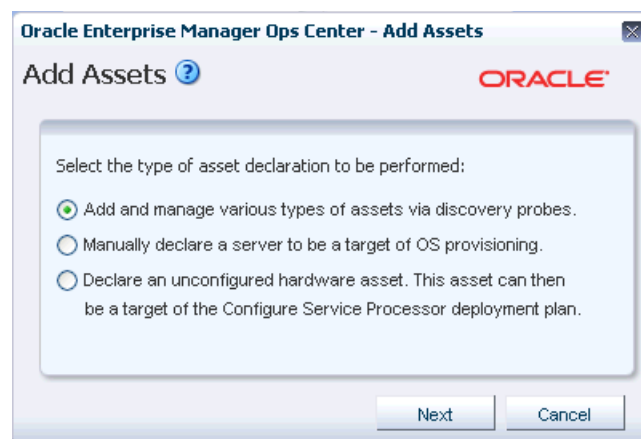 Oracle Enterprise Manager Ops Center - Add Assets
Add Assets ?
ORACLE
Select the type of asset declaration to be performed:
Add and manage various types of assets via discovery probes.
Manually declare a server to be a target of OS provisioning.
Declare an unconfigured hardware asset. This asset can then
be a target of the Configure Service Processor deployment plan.
Next Cancel